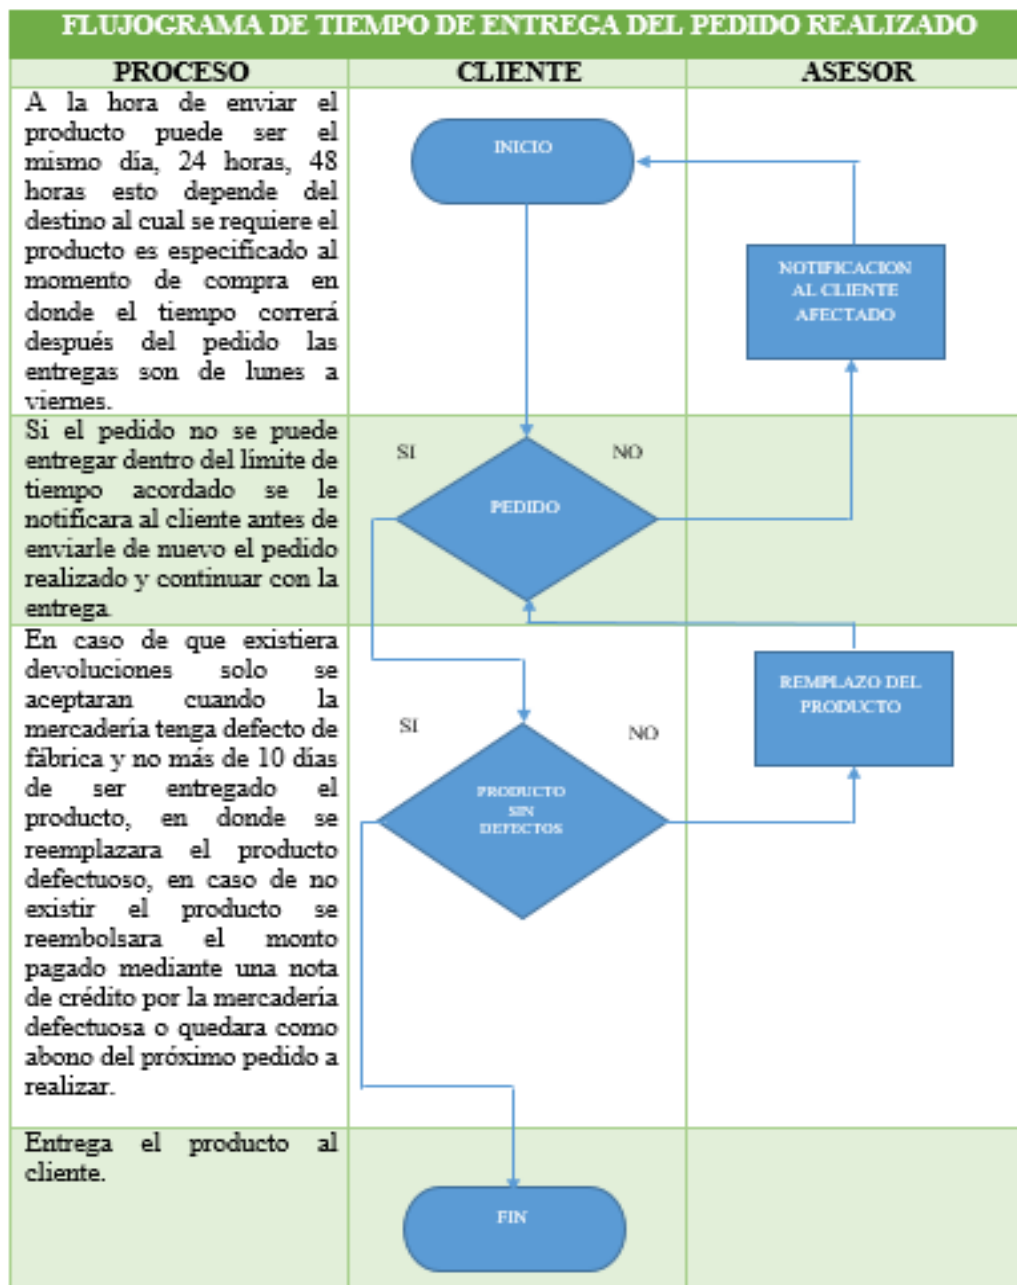 FLUJOGRAMA DE TIEMPO DE ENTREGA DEL PEDIDO REALIZADO
PROCESO
CLIENTE
ASESOR
A la hora de enviar el
producto puede ser el
mismo día, 24 horas, 48
horas esto depende del
destino al cual se requiere el
producto es especificado al
momento de compra en
donde el tiempo correrá
después del pedido las
entregas son de lunes a
viernes.
INICIO
NOTIFICACION
AL CLIENTE
AFECTADO
Si el pedido no se puede
entregar dentro del límite de
tiempo acordado se le
notificara al cliente antes de
enviarle de nuevo el pedido
realizado y continuar con la
entrega.
SI
NO
PEDIDO
En caso de que existiera
devoluciones solo se
aceptaran cuando la
mercadería tenga defecto de
fábrica y no más de 10 días
de ser entregado el
producto, en donde se
reemplazara el producto
defectuoso, en caso de no
existir el producto se
reembolsara el monto
pagado mediante una nota
de crédito por la mercadería
defectuosa o quedara como
abono del próximo pedido a
realizar.
REMPLAZO DEL
PRODUCTO
SI
NO
PRODUCTO
SIN
DEFECTOS
Entrega el producto al
cliente.
FIN